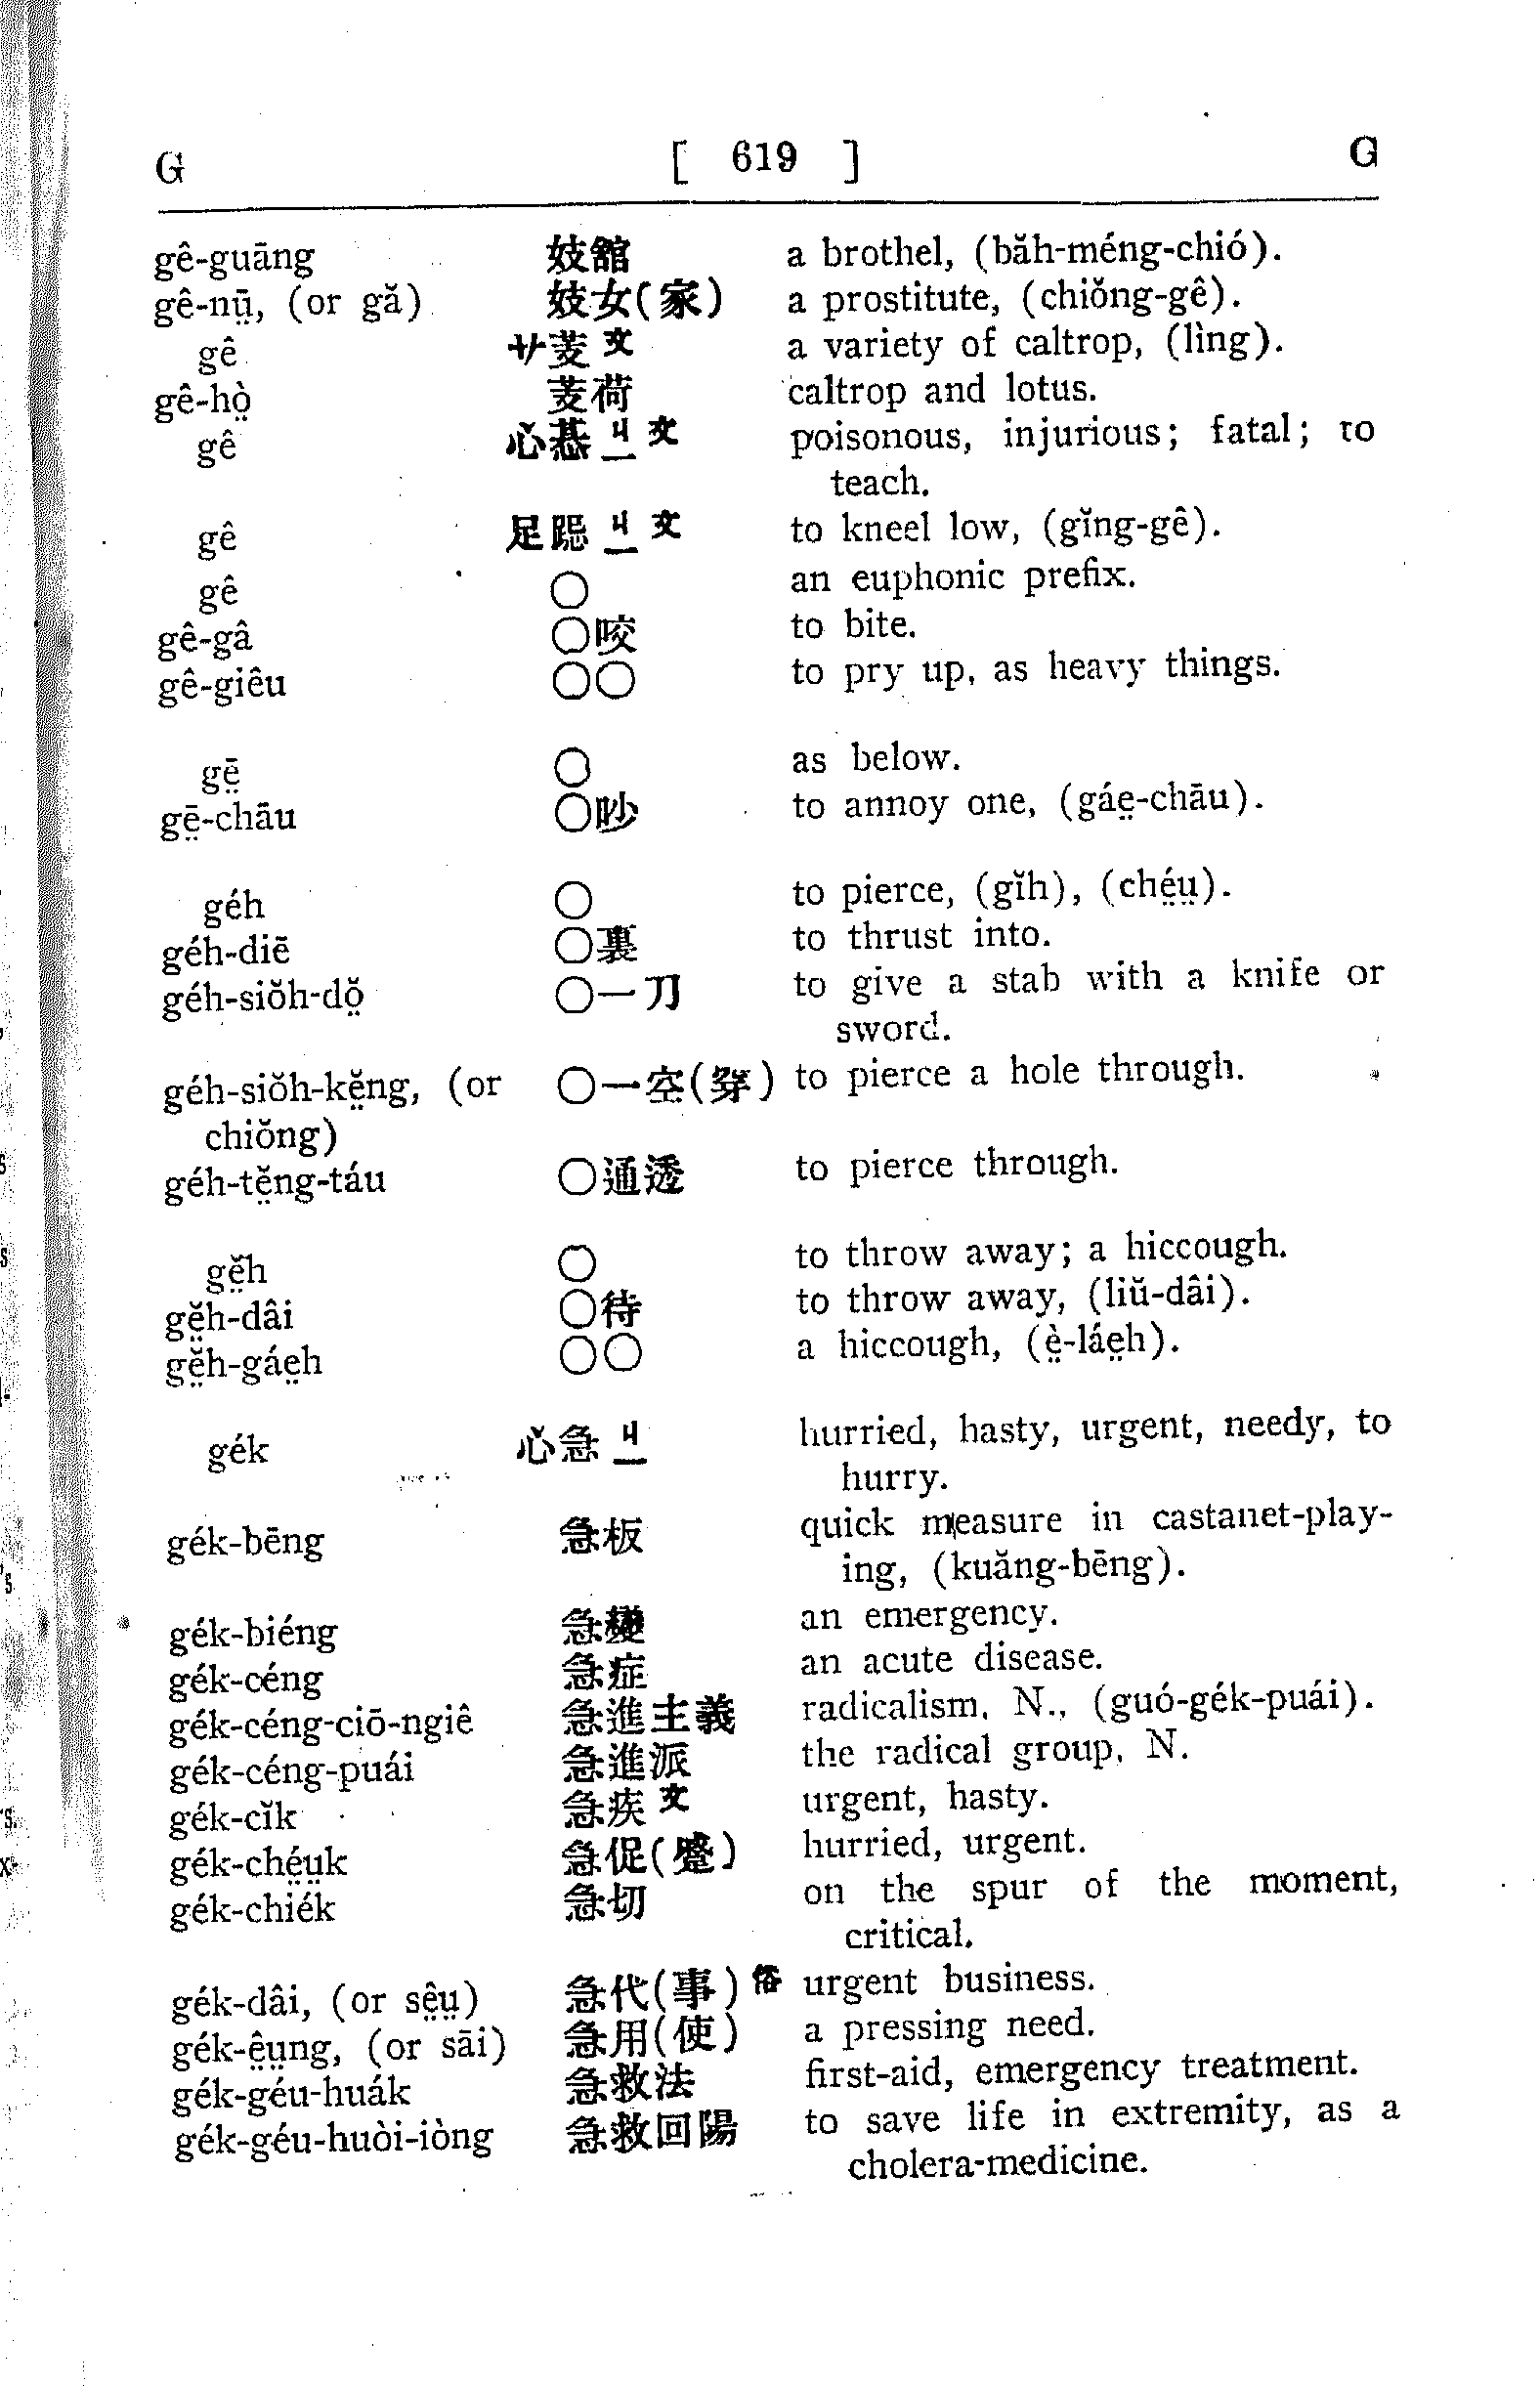 G [ 619 ] G
gê-guāng 妓舘 a brothel, (băh-méng-chió).
gê-nṳ̄, (or gă) 妓女(家) a prostitute, (chiŏng-gê).
gê 艹芰文 a variety of caltrop, (lìng).
gê-hò̤ 芰荷 caltrop and lotus.
gê 心惎 丩一 文 poisonous, injurious; fatal; to
teach.
gê 足 丩一 文 to kneel low, (gĭng-gê).
gê ○ an euphonic prefix.
gê-gâ ○咬 to bite.
gê-giêu ○○ to pry up, as heavy things.
gē̤ ○ as below.
gē̤-chāu ○吵 to annoy one, (gáe̤-chāu).
géh ○ to pierce, (gĭh), (ché̤ṳ).
géh-diē ○裏 to thrust into.
géh-siŏh-dŏ̤ ○一刀 to give a stab with a knife or
sword.
géh-siŏh-kĕ̤ng, (or ○一空(穿) to pierce a hole through.
chiŏng)
géh-tĕ̤ng-táu ○通透 to pierce through.
gĕ̤h ○ to throw away; a hiccough.
gĕ̤h-dâi ○待 to throw away, (liŭ-dâi).
gĕ̤h-gáe̤h ○○ a hiccough, (è̤-láe̤h).
gék 心急 丩一 hurried, hasty, urgent, needy, to
hurry.
gék-bēng 急板 quick measure in castanet-play-
ing, (kuăng-bēng).
gék-biéng 急變 an emergency.
gék-céng 急症 an acute disease.
gék-céng-ciō-ngiê 急進主義 radicalism, N., (guó-gék-puái).
gék-céng-puái 急進派 the radical group, N.
gék-cĭk 急疾文 urgent, hasty.
gék-ché̤ṳk 急促(蹙) hurried, urgent.
gék-chiék 急切 on the spur of the moment,
critical.
gék-dâi, (or sê̤ṳ) 急代(事)俗 urgent business.
gék-ê̤ṳng, (or sāi) 急用(使) a pressing need.
gék-géu-huák 急救法 first-aid, emergency treatment.
gék-géu-huòi-iòng 急救回陽 to save life in extremity, as a
cholera-medicine.